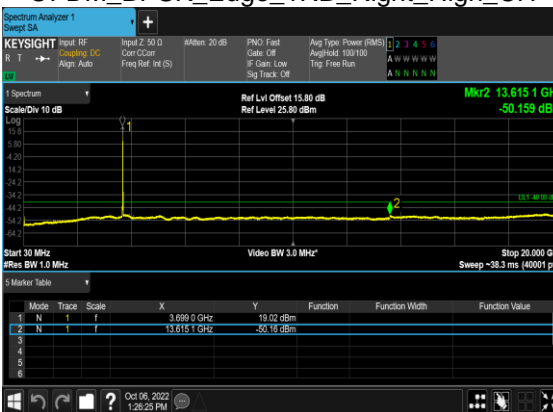 Spectrum Analyzer 1
Swept SA
+
KEYSIGHT
R T
Input: RF
Coupling: DC
Align: Auto
Input Z: 50 Ω
Corr CCorr
Freq Ref: Int (S)
#Atten: 20 dB
PNO: Fast
Gate: Off
IF Gain: Low
Sig Track: Off
Avg Type: Power (RMS)
Avg|Hold: 100/100
Trig: Free Run
1 2 3 4 5 6
A W W W W W
A N N N N N
1 Spectrum
Scale/Div 10 dB
Ref Lvl Offset 15.80 dB
Ref Level 25.80 dBm
Mkr2 13.615 1 GH
-50.159 dB
Log
15.8
5.80
-4.20
-14.2
-24.2
-34.2
-44.2
-54.2
-64.2
1
2
Start 30 MHz
#Res BW 1.0 MHz
Video BW 3.0 MHz*
Stop 20.000 G
Sweep ~38.3 ms (40001 p
5 Marker Table
Mode Trace Scale X Y Function Function Width Function Value
1 N 1 f 3.699 0 GHz 19.02 dBm
2 N 1 f 13.615 1 GHz -50.16 dBm
3
4
5
6
?
Oct 06, 2022
1:26:25 PM